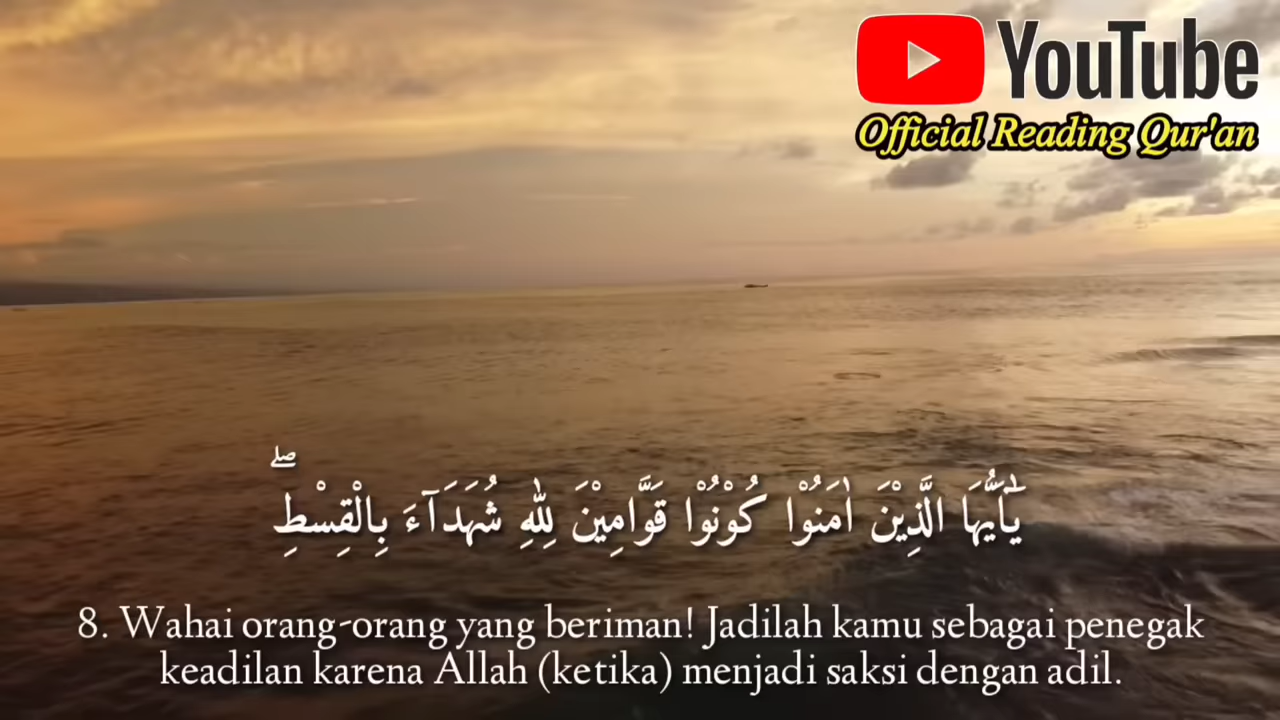 YouTube
Official Reading Qur'an
يٰٓاَيُّهَا الَّذِيْنَ اٰمَنُوْا كُوْنُوْا قَوَّامِيْنَ لِلّٰهِ شُهَدَاۤءَ بِالْقِسْطِۖ
8. Wahai orang-orang yang beriman! Jadilah kamu sebagai penegak
keadilan karena Allah (ketika) menjadi saksi dengan adil.